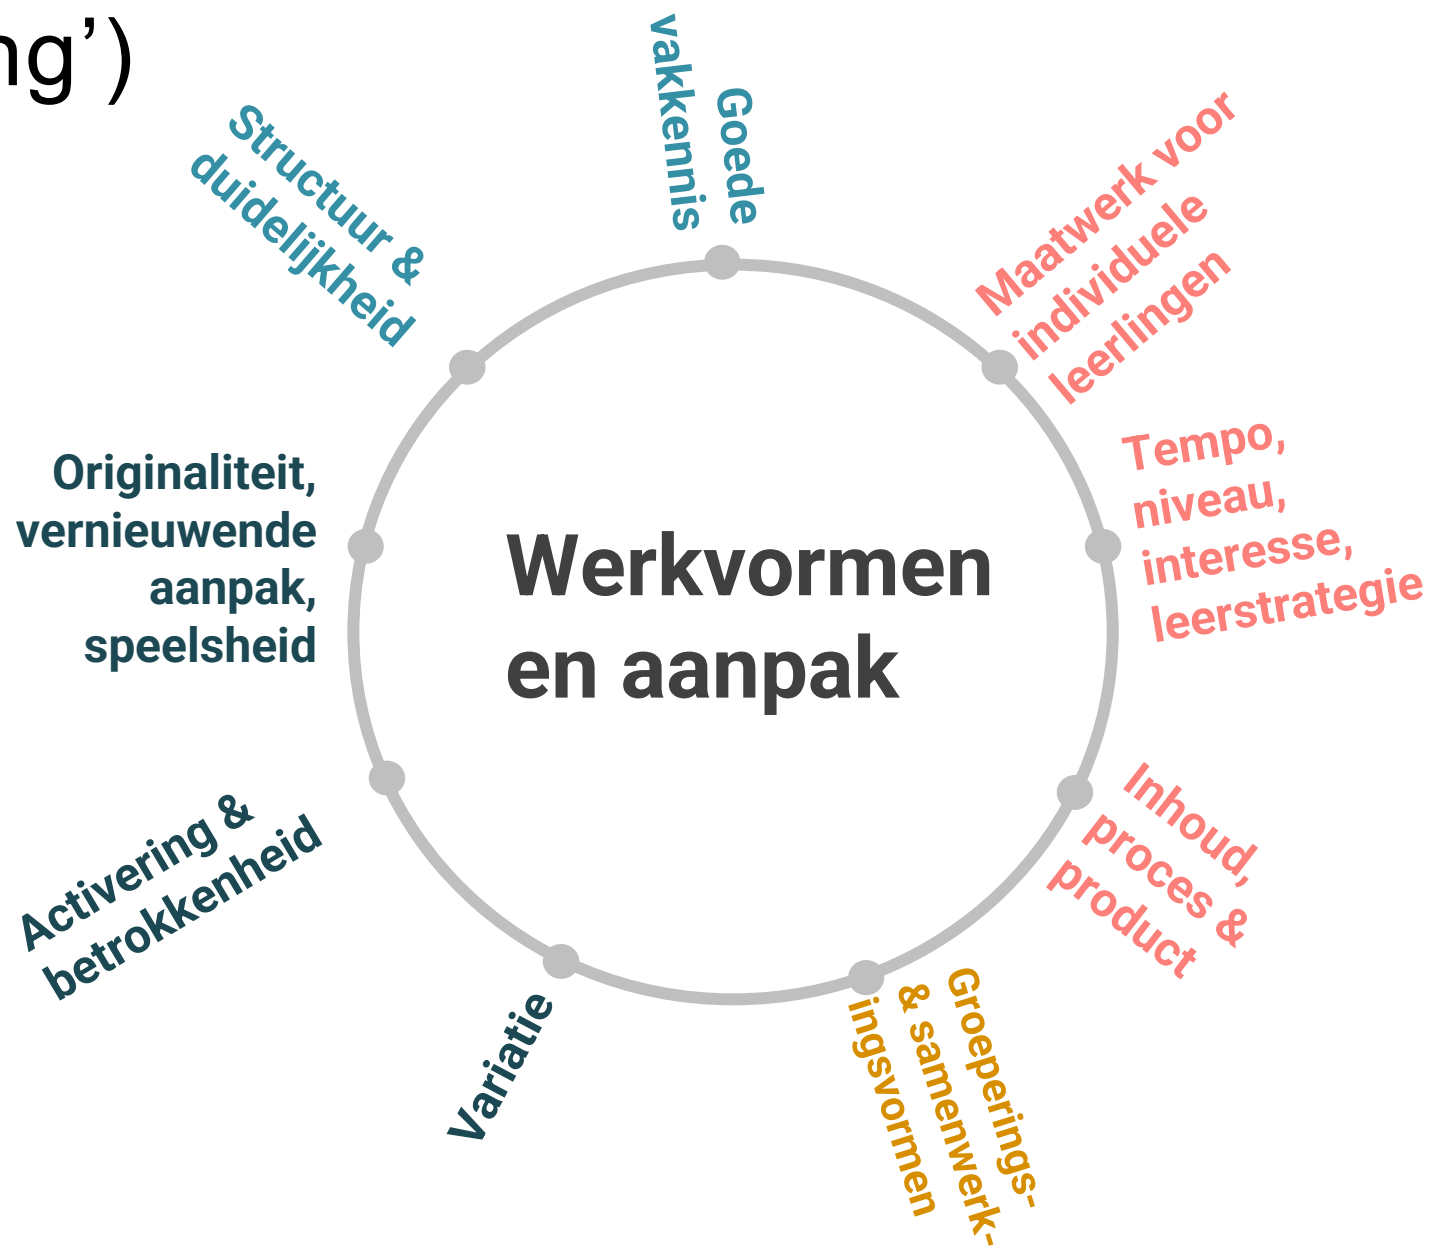 ng’)
Goede
vakkennis
Maatwerk voor
individuele
leerlingen
Tempo,
niveau,
interesse,
leerstrategie
Inhoud,
proces &
product
Groeperings-
& samenwerk-
ingsvormen
Variatie
Activering &
betrokkenheid
Originaliteit,
vernieuwende
aanpak,
speelsheid
Structuur &
duidelijkheid
Werkvormen
en aanpak